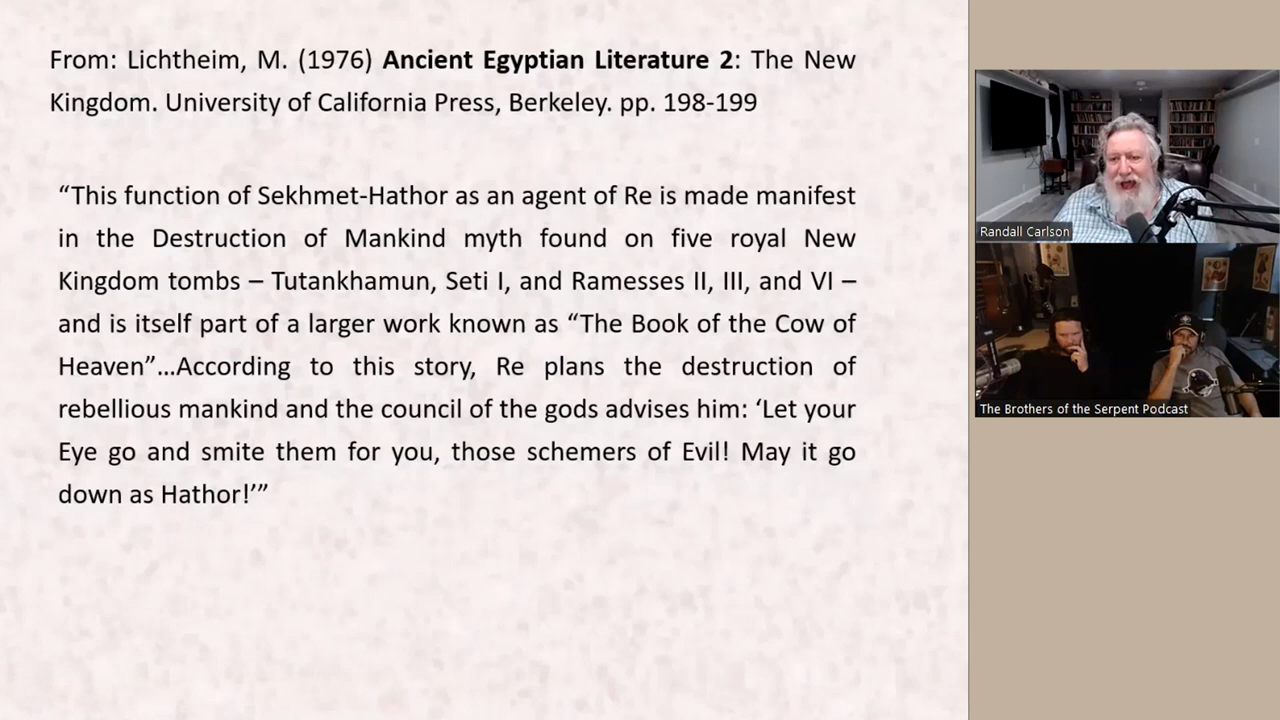 From: Lichtheim, M. (1976) Ancient Egyptian Literature 2: The New
Kingdom. University of California Press, Berkeley. pp. 198-199
“This function of Sekhmet-Hathor as an agent of Re is made manifest
in the Destruction of Mankind myth found on five royal New
Kingdom tombs – Tutankhamun, Seti I, and Ramesses II, III, and VI –
and is itself part of a larger work known as “The Book of the Cow of
Heaven”…According to this story, Re plans the destruction of
rebellious mankind and the council of the gods advises him: ‘Let your
Eye go and smite them for you, those schemers of Evil! May it go
down as Hathor!’”
Randall Carlson
The Brothers of the Serpent Podcast